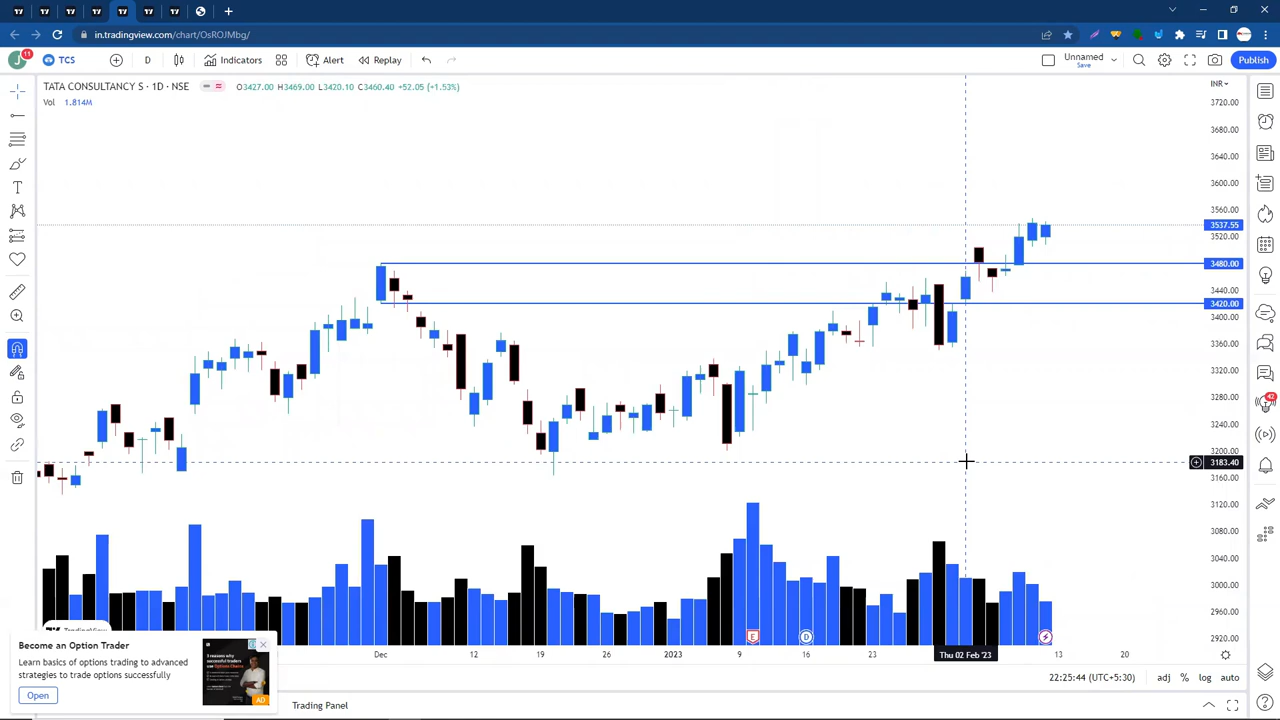 in.tradingview.com/chart/OsROJMbg/
J 11 TCS D Indicators Alert Replay Unnamed Save Publish
TATA CONSULTANCY S · 1D · NSE O3427.00 H3469.00 L3420.10 C3460.40 +52.05 (+1.53%)
Vol 1.814M
INR
3720.00
3680.00
3640.00
3600.00
3560.00
3537.55
3520.00
3480.00
3440.00
3420.00
3400.00
3360.00
3320.00
3280.00
3240.00
3200.00
3183.40
3160.00
3120.00
3080.00
3040.00
3000.00
2960.00
2920.00
42
E D
Dec 12 19 26 2023 9 16 23 Thu 02 Feb '23 13 20
TradingView
Become an Option Trader
Learn basics of options trading to advanced
strategies to trade options successfully
Open
AD
adj % log auto
Trading Panel